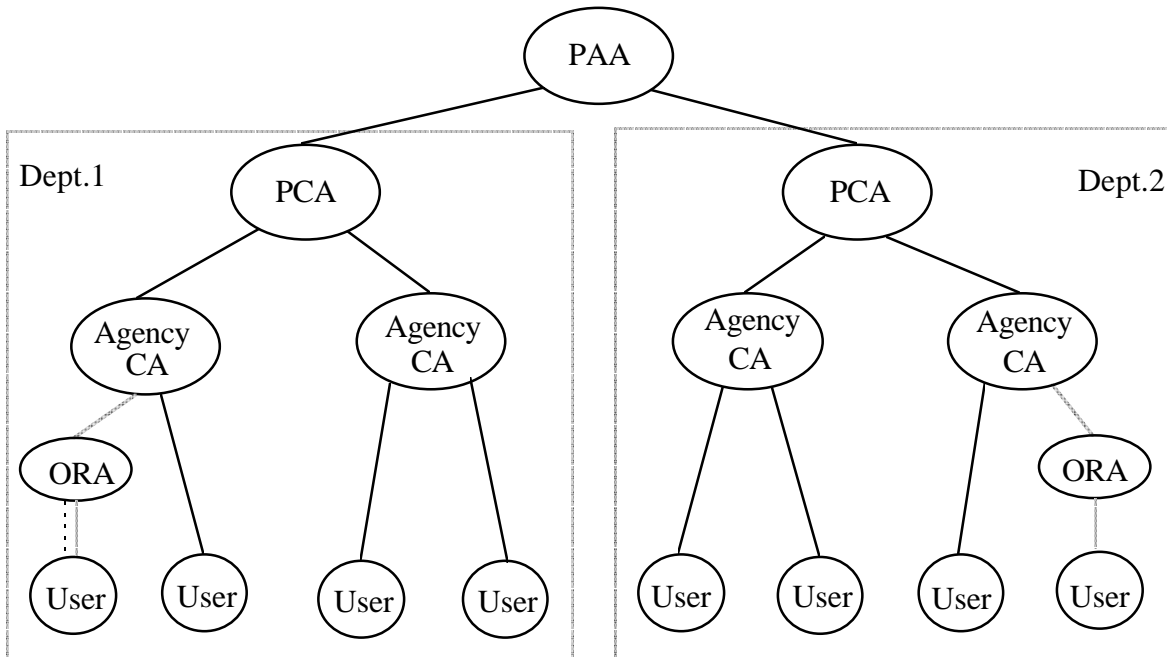 PAA
Dept.1
PCA
PCA
Dept.2
Agency
CA
Agency
CA
Agency
CA
Agency
CA
ORA
ORA
User
User
User
User
User
User
User
User